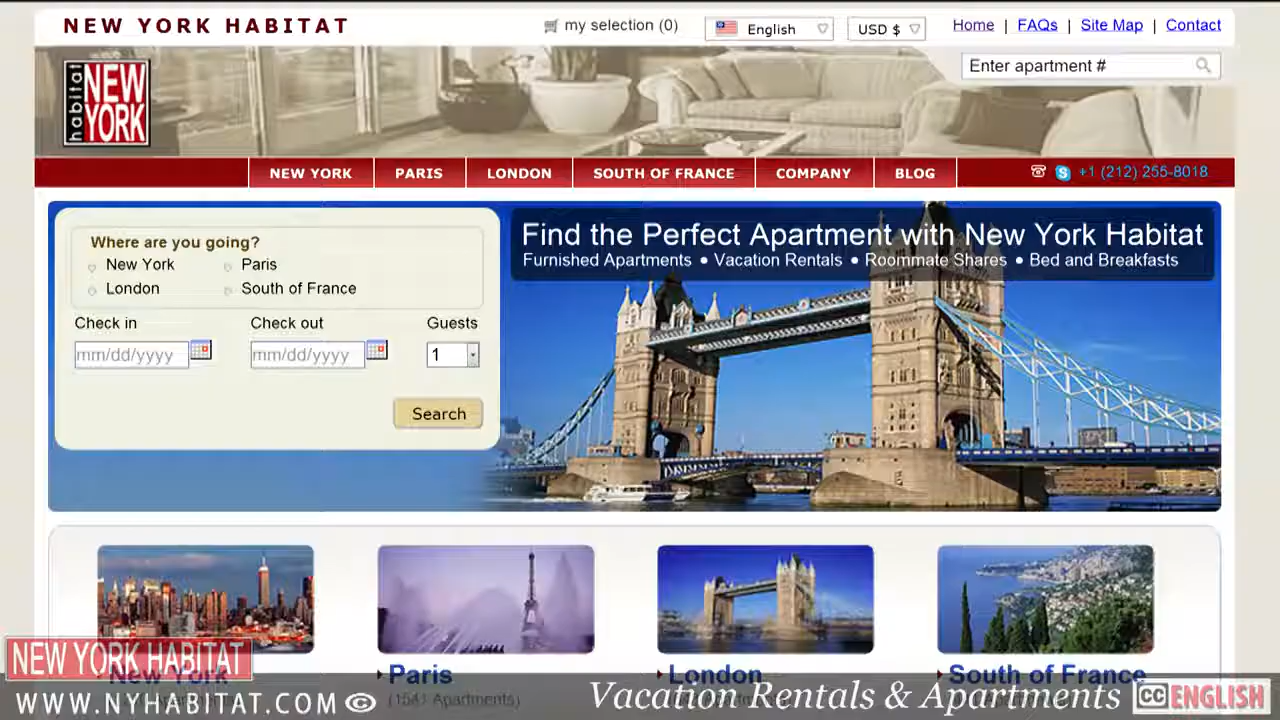 NEW YORK HABITAT
my selection (0)
English
USD $
Home | FAQs | Site Map | Contact
Enter apartment #
habitat
NEW
YORK
NEW YORK
PARIS
LONDON
SOUTH OF FRANCE
COMPANY
BLOG
+1 (212) 255-8018
Where are you going?
New York
Paris
London
South of France
Check in
Check out
Guests
mm/dd/yyyy
mm/dd/yyyy
1
Search
Find the Perfect Apartment with New York Habitat
Furnished Apartments • Vacation Rentals • Roommate Shares • Bed and Breakfasts
New York
Paris
London
South of France
(1541 Apartments)
NEW YORK HABITAT
WWW.NYHABITAT.COM ©
Vacation Rentals & Apartments
CC ENGLISH